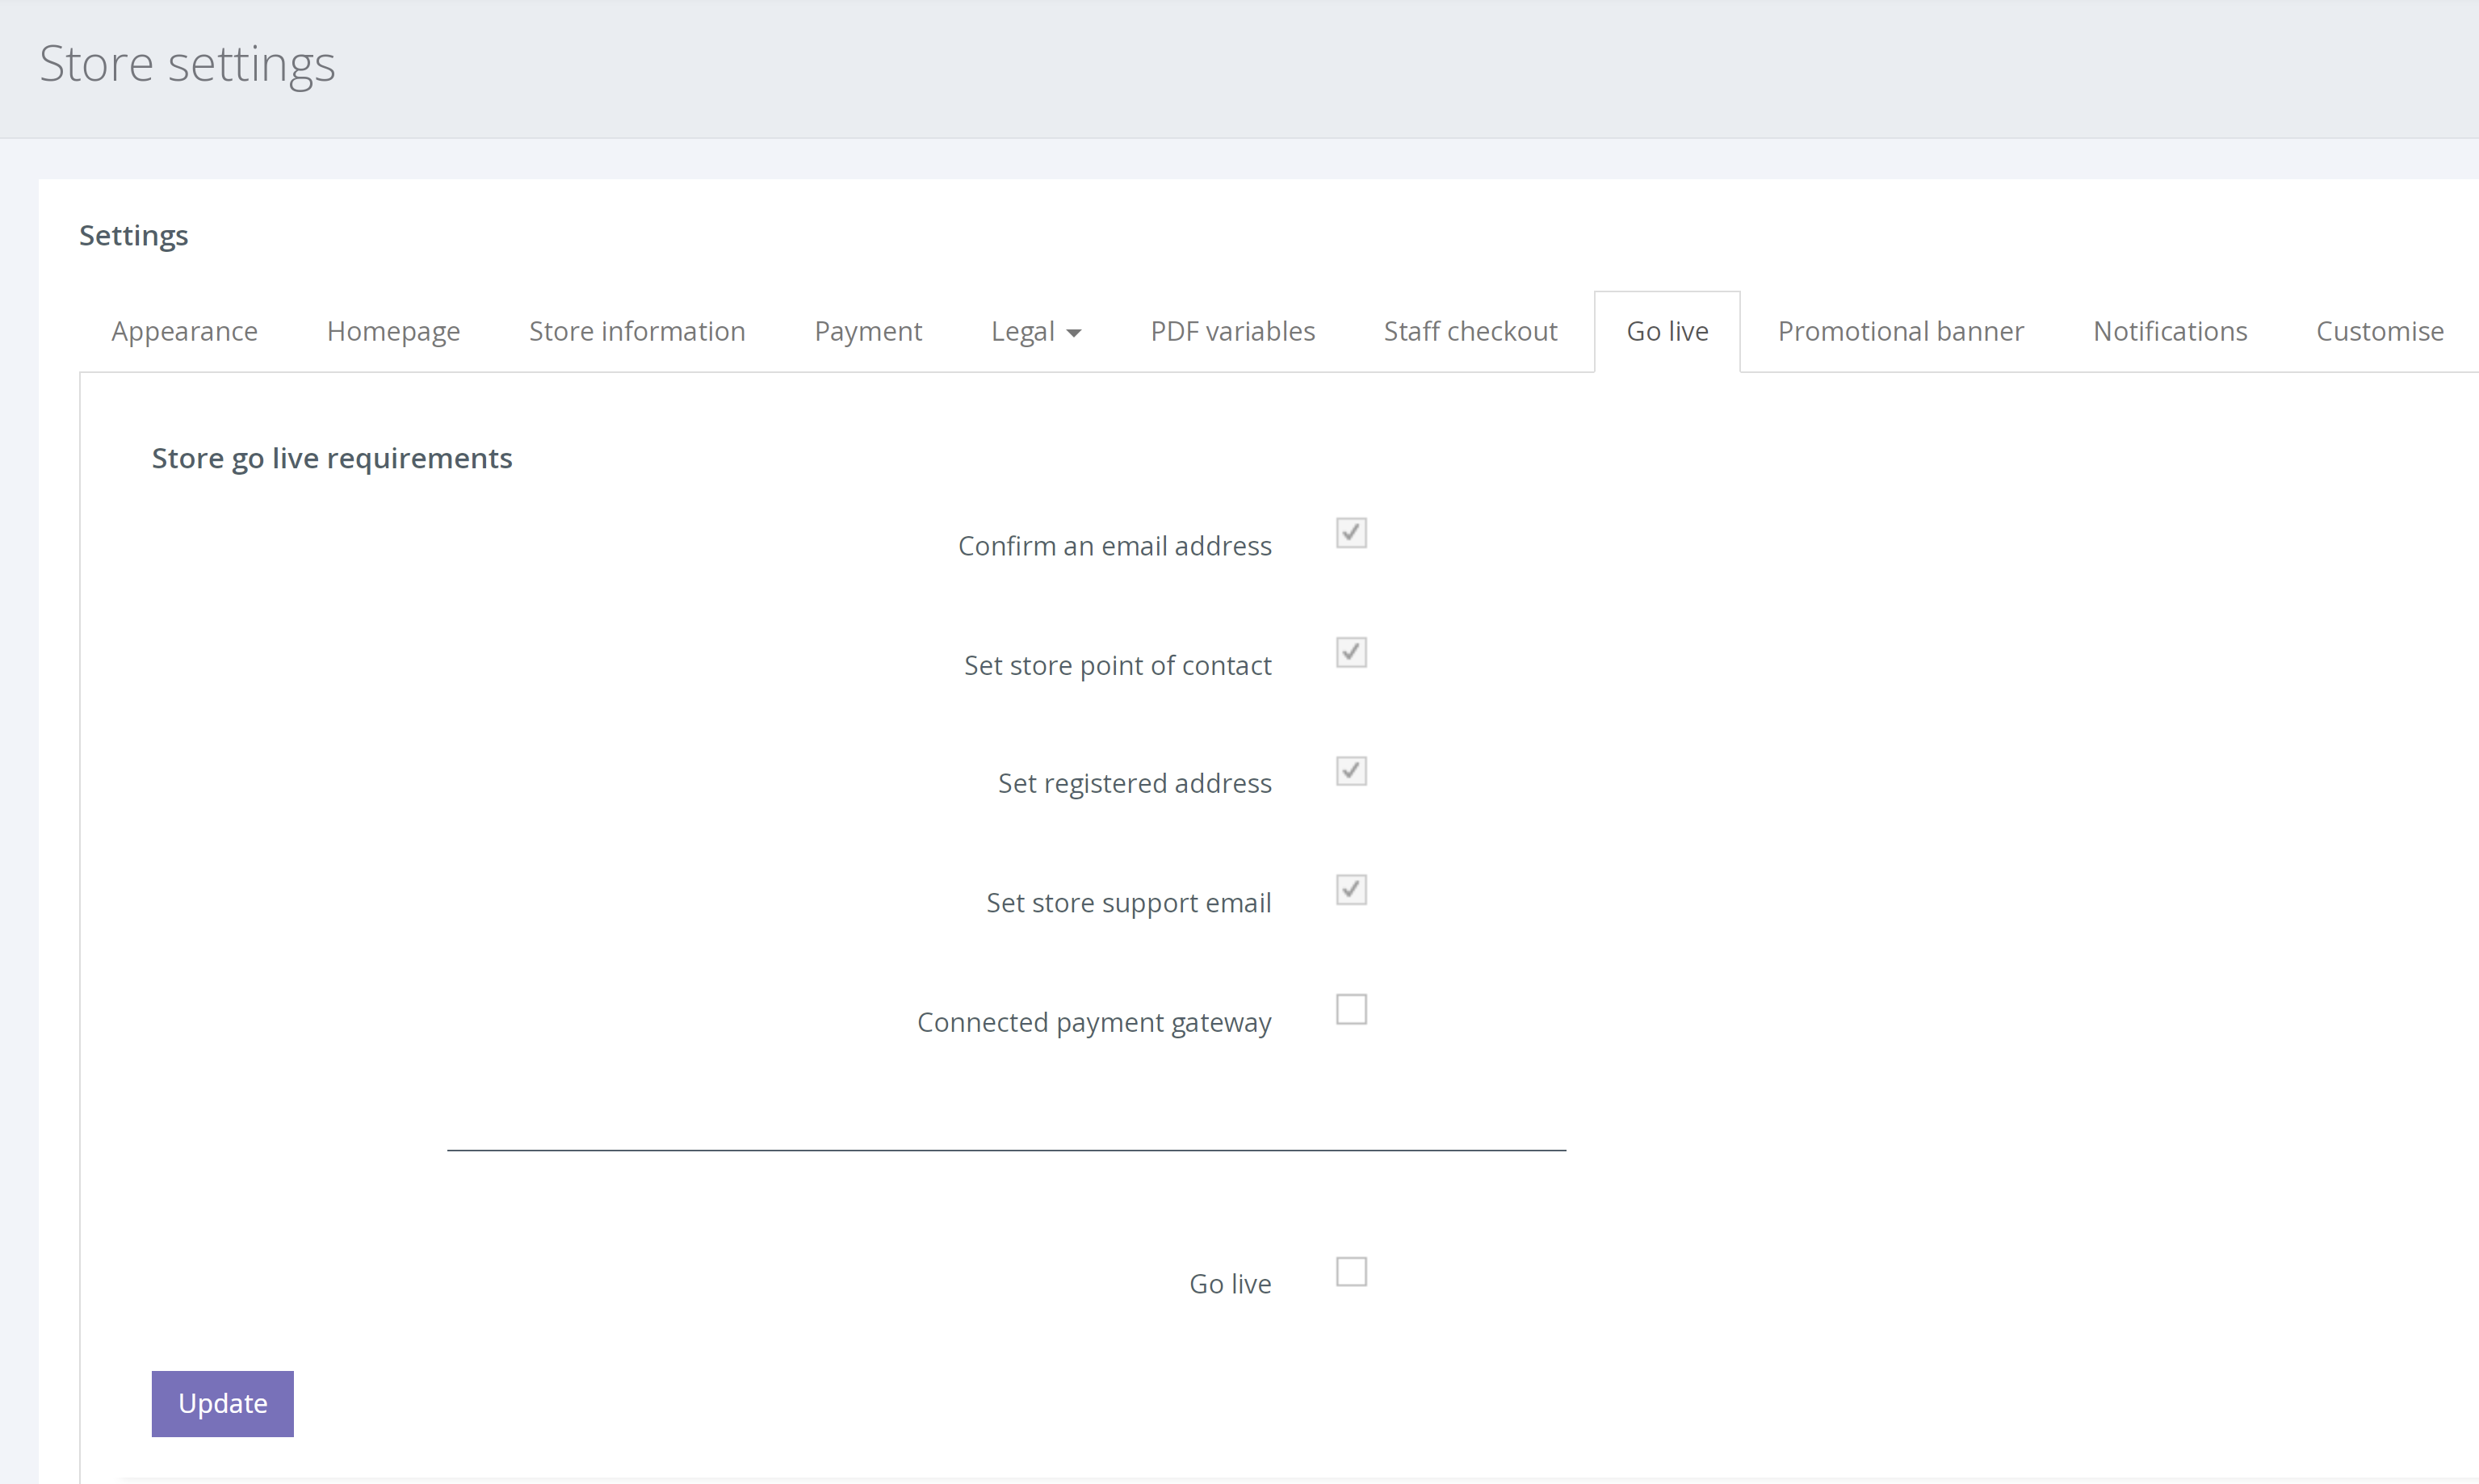 Store settings
Settings
Appearance Homepage Store information Payment Legal PDF variables Staff checkout Go live Promotional banner Notifications Customise
Store go live requirements
Confirm an email address
Set store point of contact
Set registered address
Set store support email
Connected payment gateway
Go live
Update